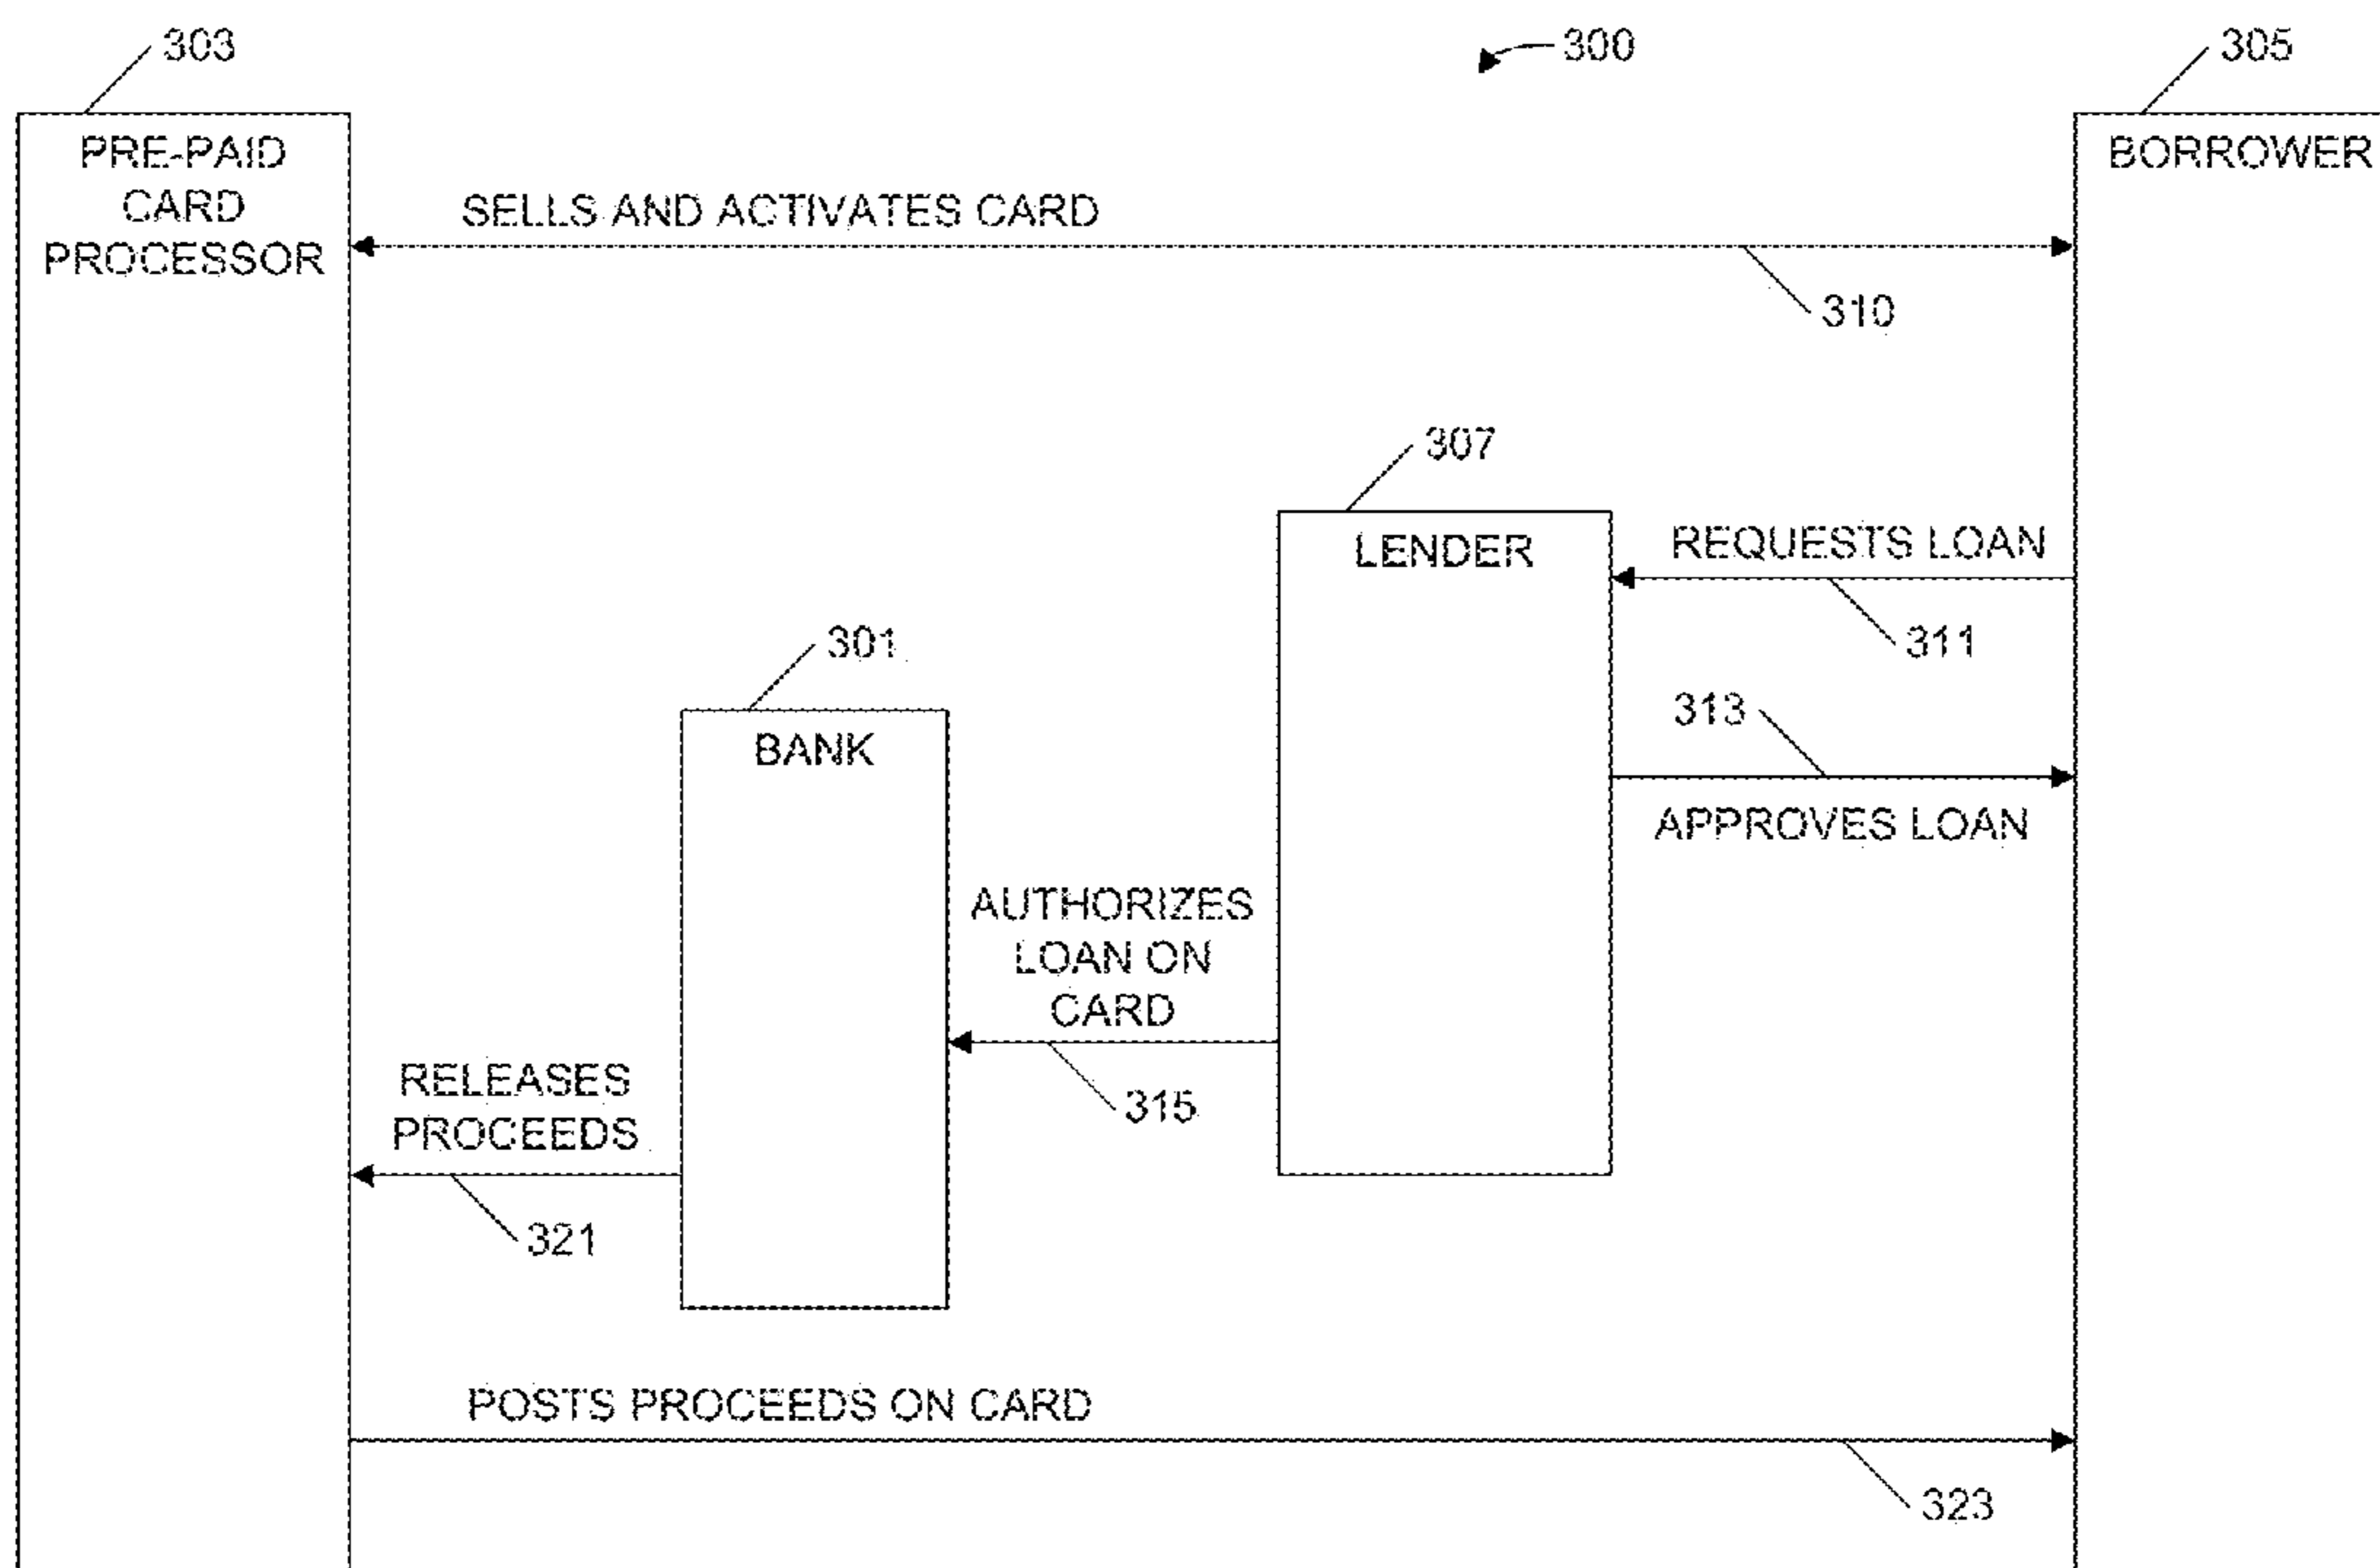 303
300
305
PRE-PAID
CARD
PROCESSOR
BORROWER
SELLS AND ACTIVATES CARD
310
307
LENDER
REQUESTS LOAN
311
301
BANK
313
APPROVES LOAN
AUTHORIZES
LOAN ON
CARD
315
RELEASES
PROCEEDS
321
POSTS PROCEEDS ON CARD
323